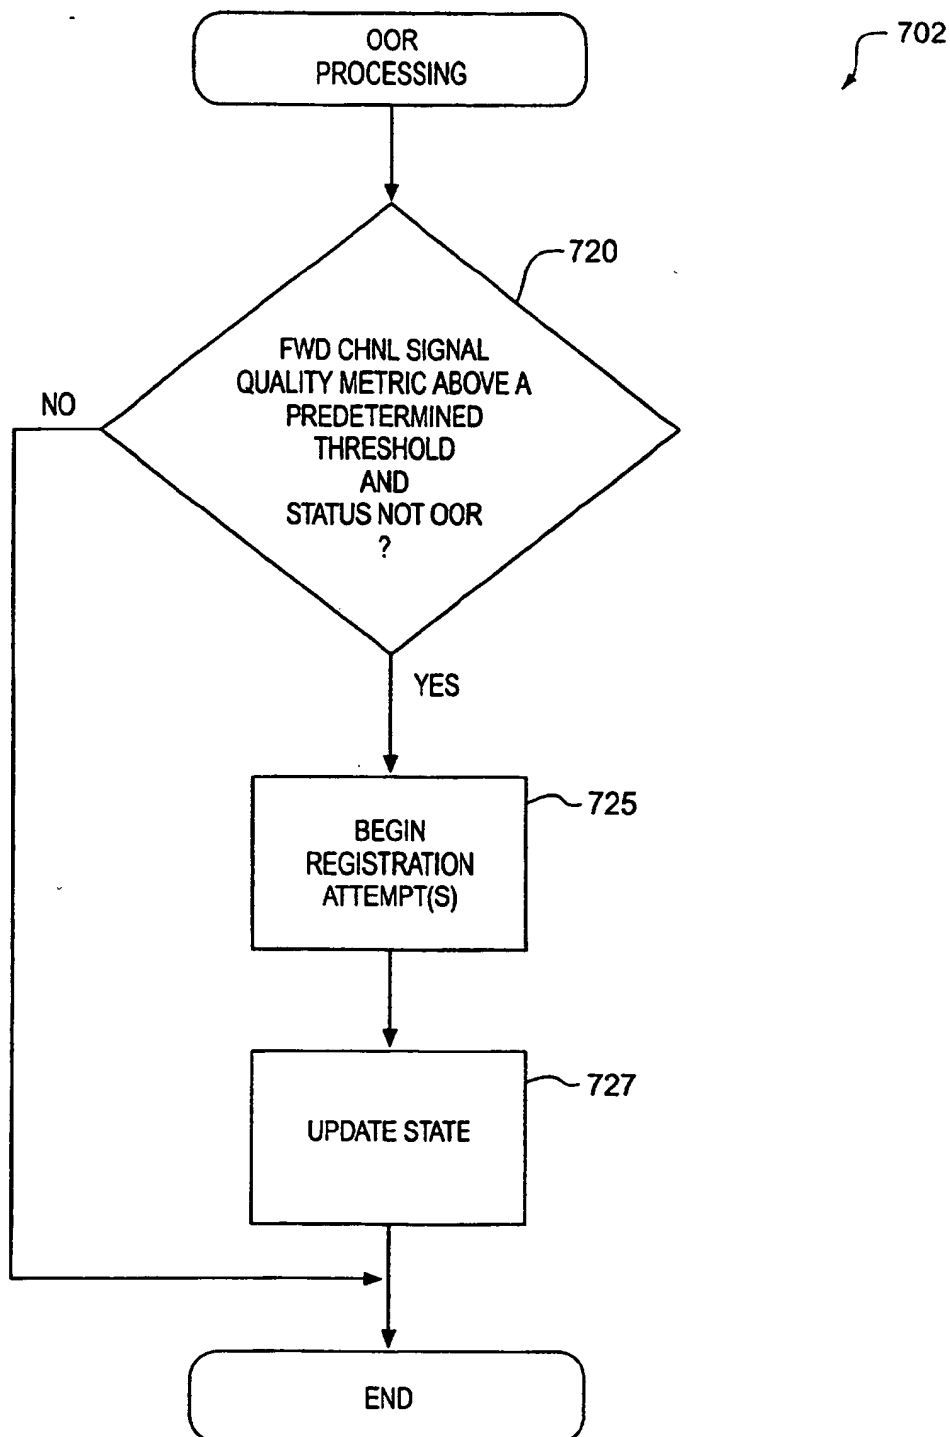 OOR
PROCESSING
702
720
FWD CHNL SIGNAL
QUALITY METRIC ABOVE A
PREDETERMINED
THRESHOLD
AND
STATUS NOT OOR
?
NO
YES
725
BEGIN
REGISTRATION
ATTEMPT(S)
727
UPDATE STATE
END